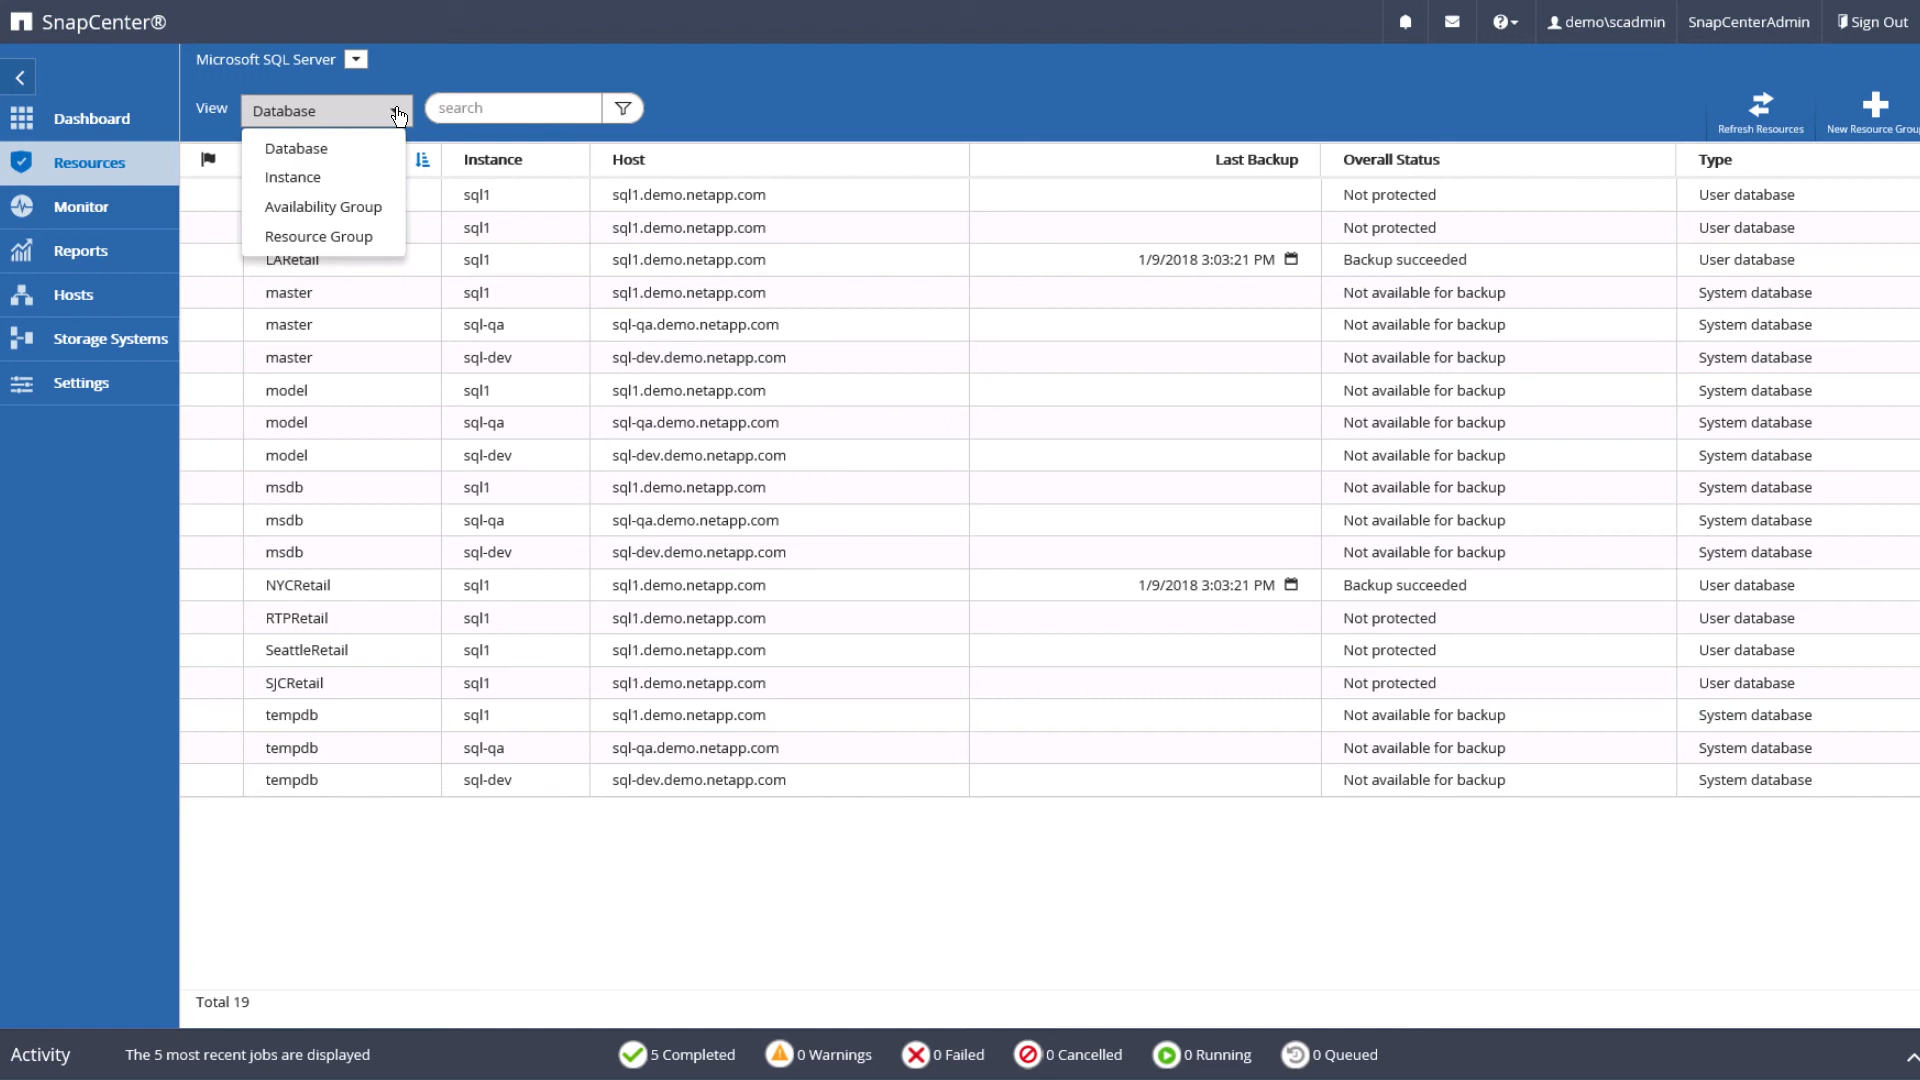 SnapCenter®
demo\scadmin
SnapCenterAdmin
Sign Out
Microsoft SQL Server
View
Database
search
Refresh Resources
New Resource Grou
Dashboard
Resources
Monitor
Reports
Hosts
Storage Systems
Settings
Database
Instance
Availability Group
Resource Group
Instance Host Last Backup Overall Status Type
sql1 sql1.demo.netapp.com Not protected User database
sql1 sql1.demo.netapp.com Not protected User database
LARetail sql1 sql1.demo.netapp.com 1/9/2018 3:03:21 PM Backup succeeded User database
master sql1 sql1.demo.netapp.com Not available for backup System database
master sql-qa sql-qa.demo.netapp.com Not available for backup System database
master sql-dev sql-dev.demo.netapp.com Not available for backup System database
model sql1 sql1.demo.netapp.com Not available for backup System database
model sql-qa sql-qa.demo.netapp.com Not available for backup System database
model sql-dev sql-dev.demo.netapp.com Not available for backup System database
msdb sql1 sql1.demo.netapp.com Not available for backup System database
msdb sql-qa sql-qa.demo.netapp.com Not available for backup System database
msdb sql-dev sql-dev.demo.netapp.com Not available for backup System database
NYCRetail sql1 sql1.demo.netapp.com 1/9/2018 3:03:21 PM Backup succeeded User database
RTPRetail sql1 sql1.demo.netapp.com Not protected User database
SeattleRetail sql1 sql1.demo.netapp.com Not protected User database
SJCRetail sql1 sql1.demo.netapp.com Not protected User database
tempdb sql1 sql1.demo.netapp.com Not available for backup System database
tempdb sql-qa sql-qa.demo.netapp.com Not available for backup System database
tempdb sql-dev sql-dev.demo.netapp.com Not available for backup System database
Total 19
Activity The 5 most recent jobs are displayed 5 Completed 0 Warnings 0 Failed 0 Cancelled 0 Running 0 Queued